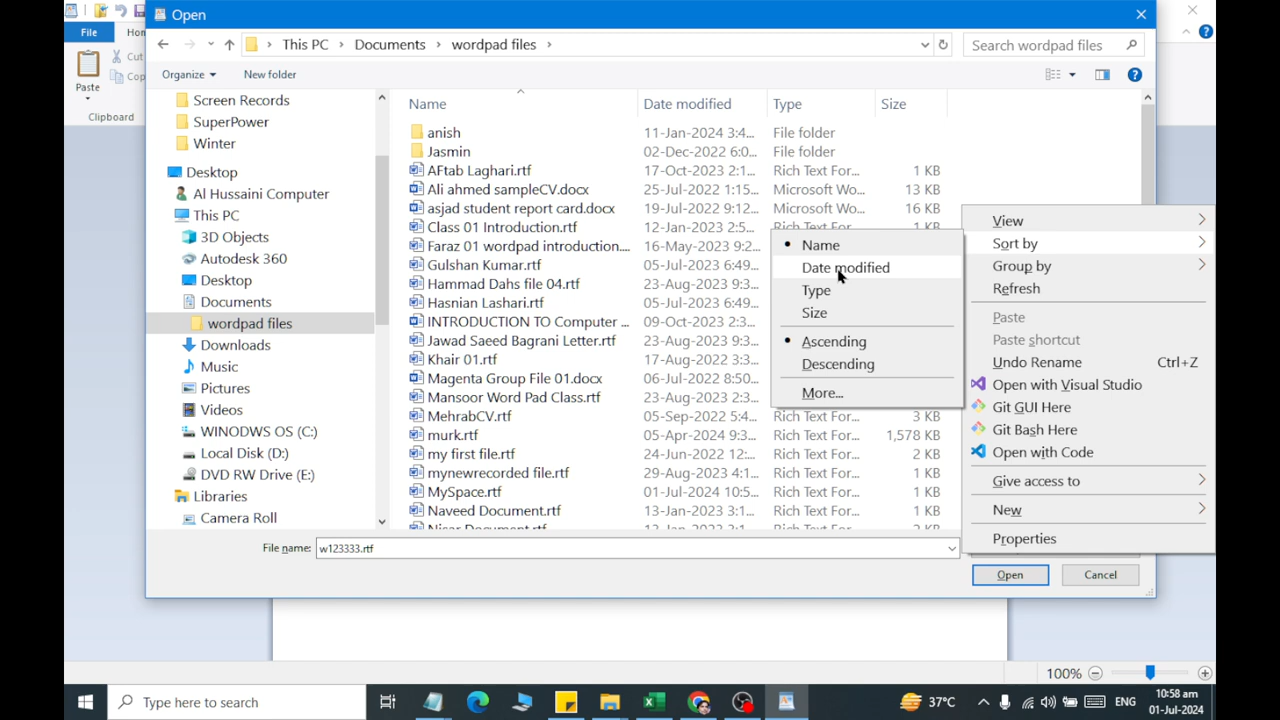 Open
File
Hom
Paste
Cut
Cop
Clipboard
This PC > Documents > wordpad files >
Search wordpad files
Organize
New folder
Screen Records
SuperPower
Winter
Desktop
Al Hussaini Computer
This PC
3D Objects
Autodesk 360
Desktop
Documents
wordpad files
Downloads
Music
Pictures
Videos
WINODWS OS (C:)
Local Disk (D:)
DVD RW Drive (E:)
Libraries
Camera Roll
Name Date modified Type Size
anish 11-Jan-2024 3:4... File folder
Jasmin 02-Dec-2022 6:0... File folder
AFtab Laghari.rtf 17-Oct-2023 2:1... Rich Text For... 1 KB
Ali ahmed sampleCV.docx 25-Jul-2022 1:15... Microsoft Wo... 13 KB
asjad student report card.docx 19-Jul-2022 9:12... Microsoft Wo... 16 KB
Class 01 Introduction.rtf 12-Jan-2023 2:5... Rich Text For... 1 KB
Faraz 01 wordpad introduction.... 16-May-2023 9:2...
Gulshan Kumar.rtf 05-Jul-2023 6:49...
Hammad Dahs file 04.rtf 23-Aug-2023 9:3...
Hasnian Lashari.rtf 05-Jul-2023 6:49...
INTRODUCTION TO Computer ... 09-Oct-2023 2:3...
Jawad Saeed Bagrani Letter.rtf 23-Aug-2023 9:3...
Khair 01.rtf 17-Aug-2022 3:3...
Magenta Group File 01.docx 06-Jul-2022 8:50...
Mansoor Word Pad Class.rtf 23-Aug-2023 2:3...
MehrabCV.rtf 05-Sep-2022 5:4... Rich Text For... 3 KB
murk.rtf 05-Apr-2024 9:3... Rich Text For... 1,578 KB
my first file.rtf 24-Jun-2022 12:... Rich Text For... 2 KB
mynewrecorded file.rtf 29-Aug-2023 4:1... Rich Text For... 1 KB
MySpace.rtf 01-Jul-2024 10:5... Rich Text For... 1 KB
Naveed Document.rtf 13-Jan-2023 3:1... Rich Text For... 1 KB
Nisar Document.rtf 13-Jan-2023 3:1... Rich Text For... 2 KB
Name
Date modified
Type
Size
Ascending
Descending
More...
View
Sort by
Group by
Refresh
Paste
Paste shortcut
Undo Rename Ctrl+Z
Open with Visual Studio
Git GUI Here
Git Bash Here
Open with Code
Give access to
New
Properties
File name: w123333.rtf
Open
Cancel
100%
Type here to search
37°C
ENG
10:58 am
01-Jul-2024